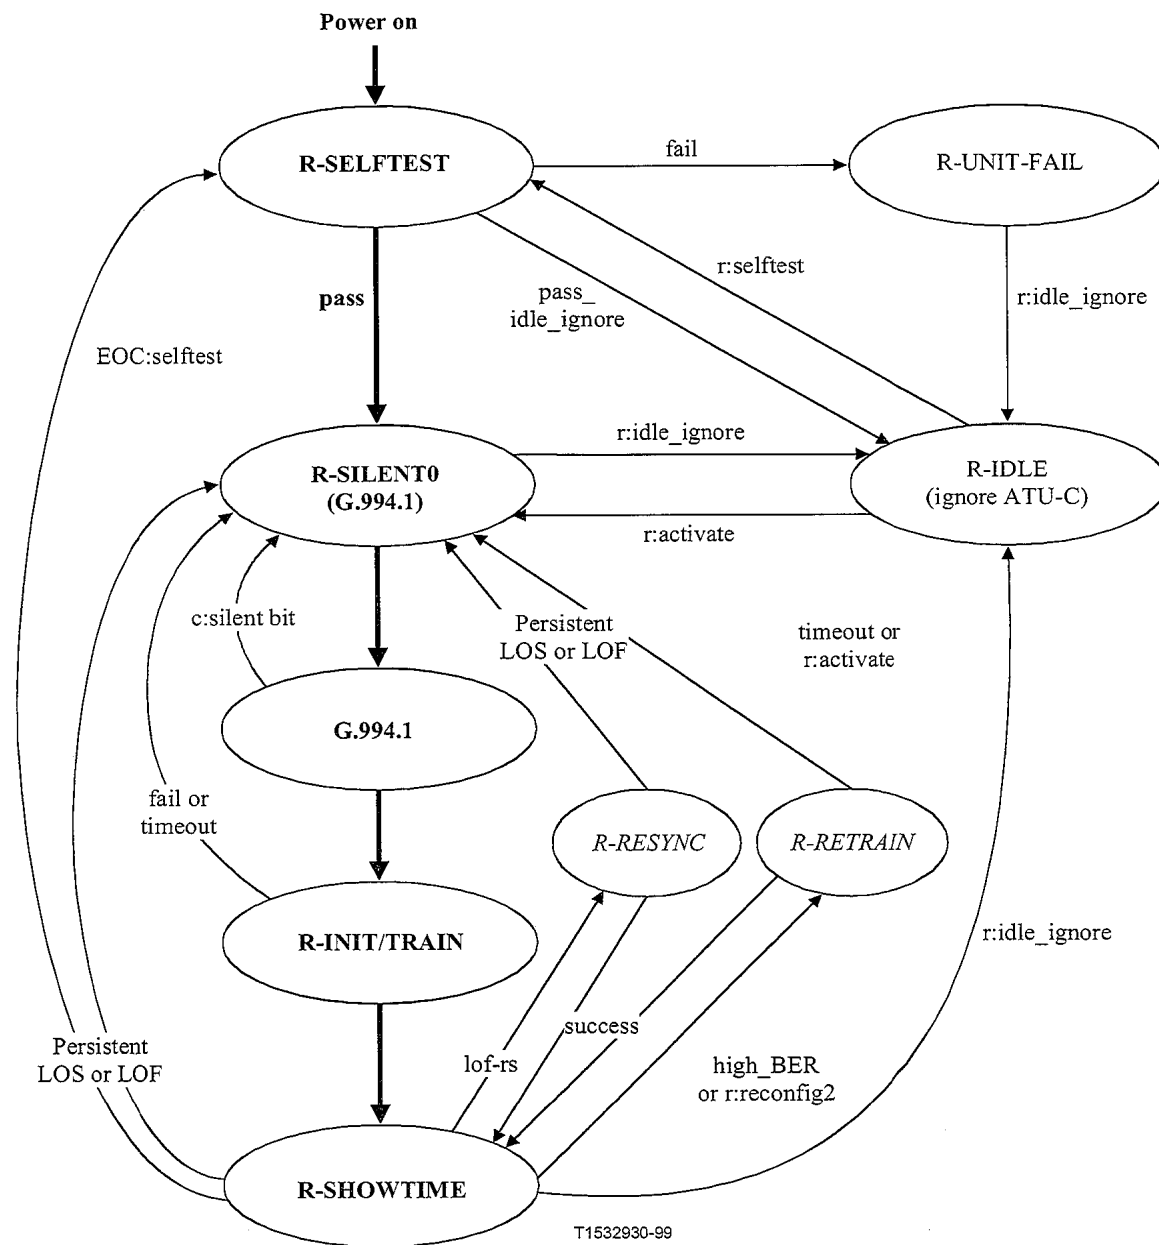 Power on
R-SELFTEST
fail
R-UNIT-FAIL
r:selftest
pass_
idle_ignore
r:idle_ignore
pass
EOC:selftest
r:idle_ignore
R-SILENT0
(G.994.1)
R-IDLE
(ignore ATU-C)
r:activate
c:silent bit
Persistent
LOS or LOF
timeout or
r:activate
G.994.1
fail or
timeout
R-RESYNC
R-RETRAIN
R-INIT/TRAIN
r:idle_ignore
success
Persistent
LOS or LOF
lof-rs
high_BER
or r:reconfig2
R-SHOWTIME
T1532930-99